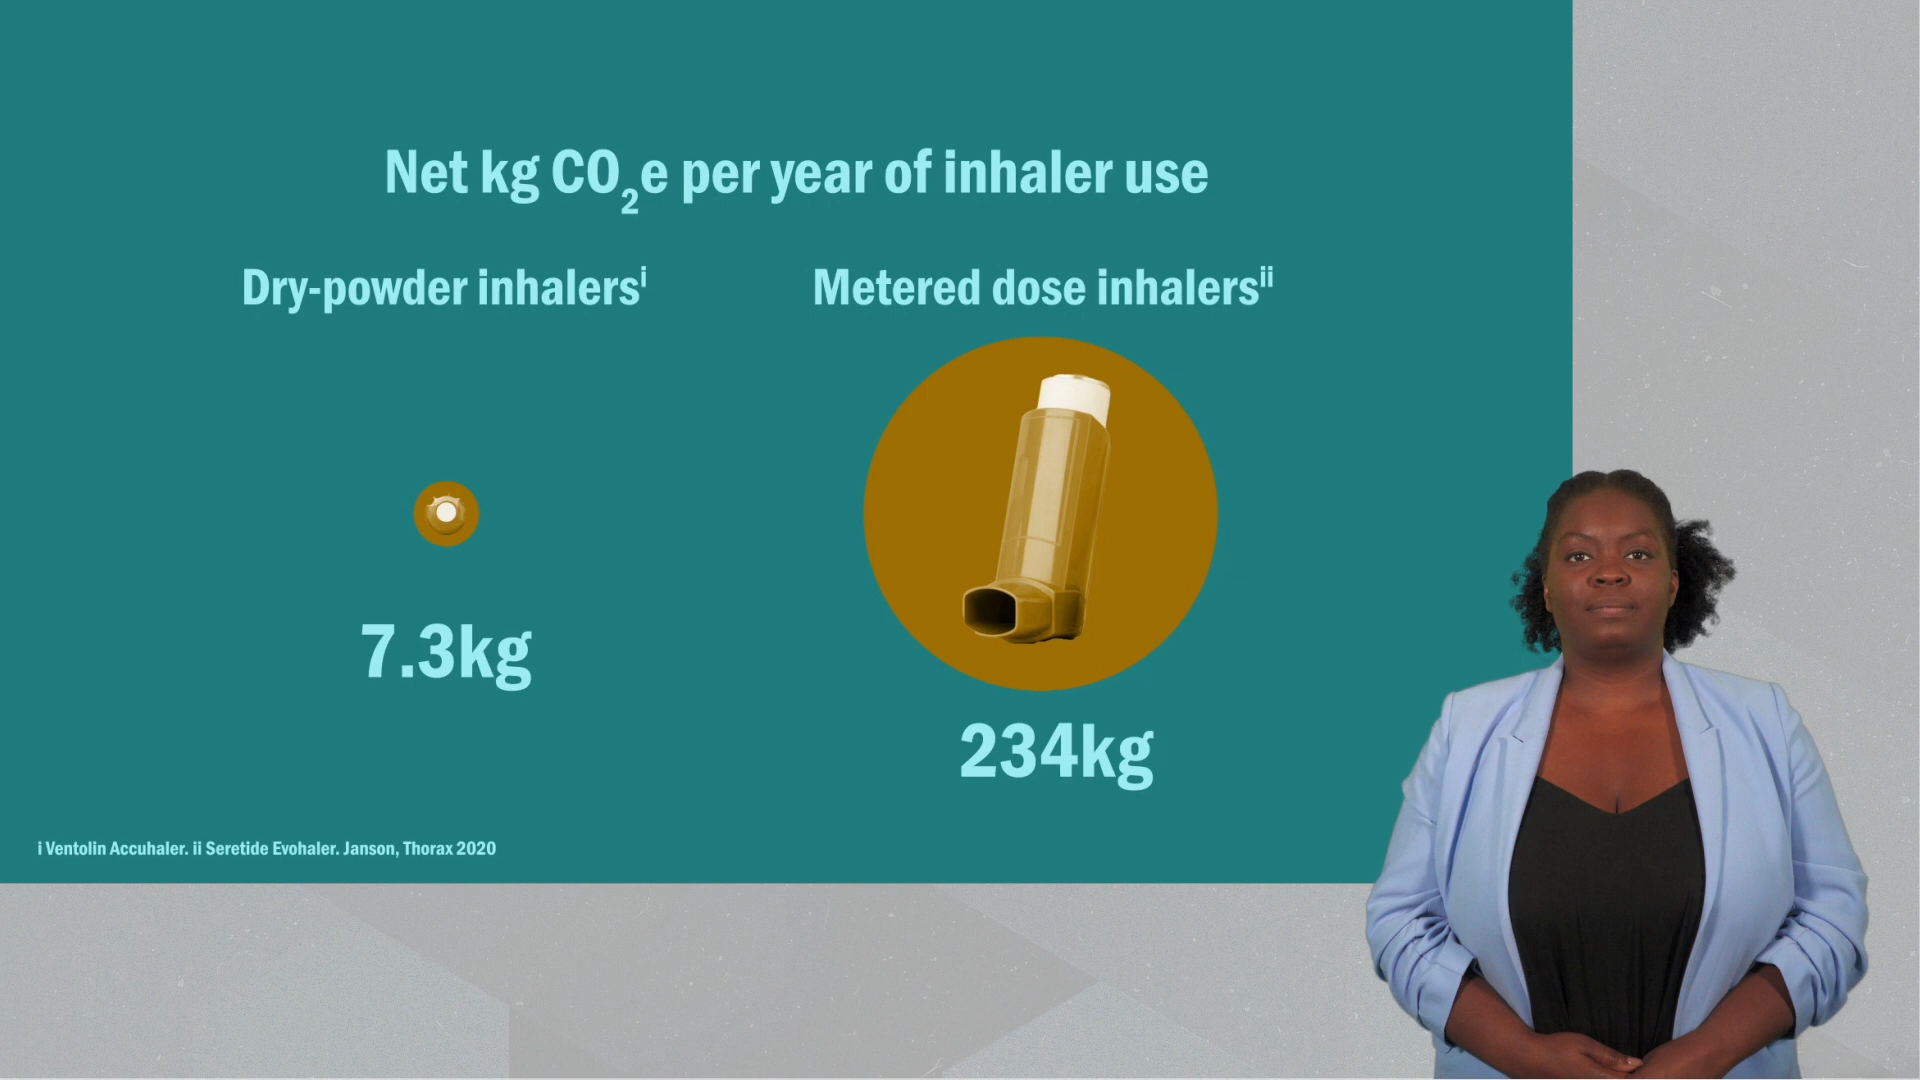 Net kg CO₂e per year of inhaler use
Dry-powder inhalersⁱ
Metered dose inhalersⁱⁱ
7.3kg
234kg
i Ventolin Accuhaler. ii Seretide Evohaler. Janson, Thorax 2020